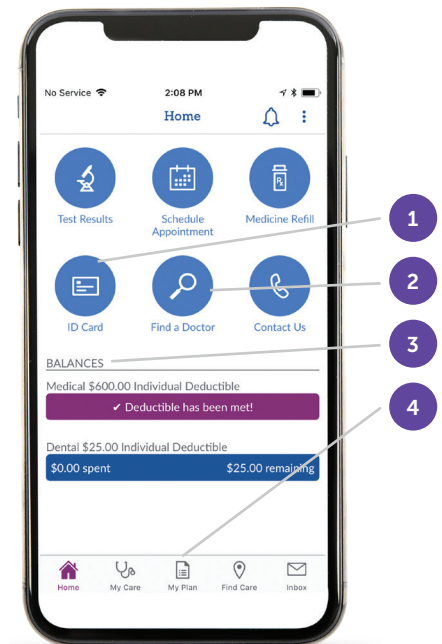 No Service 2:08 PM
Home
Test Results Schedule Appointment Medicine Refill
1
ID Card Find a Doctor Contact Us
2
BALANCES
3
Medical $600.00 Individual Deductible
✔ Deductible has been met!
4
Dental $25.00 Individual Deductible
$0.00 spent $25.00 remaining
Home My Care My Plan Find Care Inbox